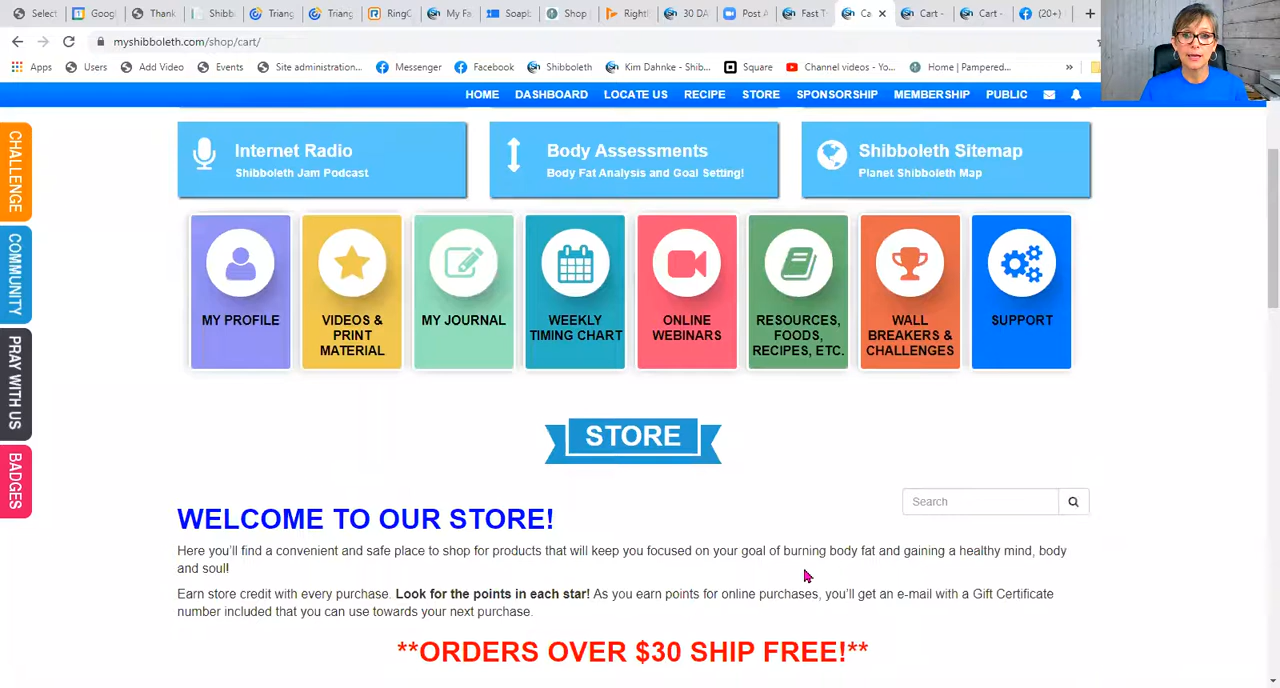 Select
Googl
Thank
Shibb
Triang
Triang
RingC
My Fa
Soapb
Shop |
Right
30 DA
Post A
Fast T
Ca
Cart -
Cart -
(20+)
myshibboleth.com/shop/cart/
Apps
Users
Add Video
Events
Site administration...
Messenger
Faceboo
Shibboleth
Kim Dahnke - Shib...
Square
Channel videos - Yo...
Home | Pampered...
»
HOME DASHBOARD LOCATE US RECIPE STORE SPONSORSHIP MEMBERSHIP PUBLIC
CHALLENGE
COMMUNITY
PRAY WITH US
BADGES
Internet Radio
Shibboleth Jam Podcast
Body Assessments
Body Fat Analysis and Goal Setting!
Shibboleth Sitemap
Planet Shibboleth Map
MY PROFILE
VIDEOS &
PRINT
MATERIAL
MY JOURNAL
WEEKLY
TIMING CHART
ONLINE
WEBINARS
RESOURCES,
FOODS,
RECIPES, ETC.
WALL
BREAKERS &
CHALLENGES
SUPPORT
STORE
Search
WELCOME TO OUR STORE!
Here you'll find a convenient and safe place to shop for products that will keep you focused on your goal of burning body fat and gaining a healthy mind, body
and soul!
Earn store credit with every purchase. Look for the points in each star! As you earn points for online purchases, you'll get an e-mail with a Gift Certificate
number included that you can use towards your next purchase.
**ORDERS OVER $30 SHIP FREE!**